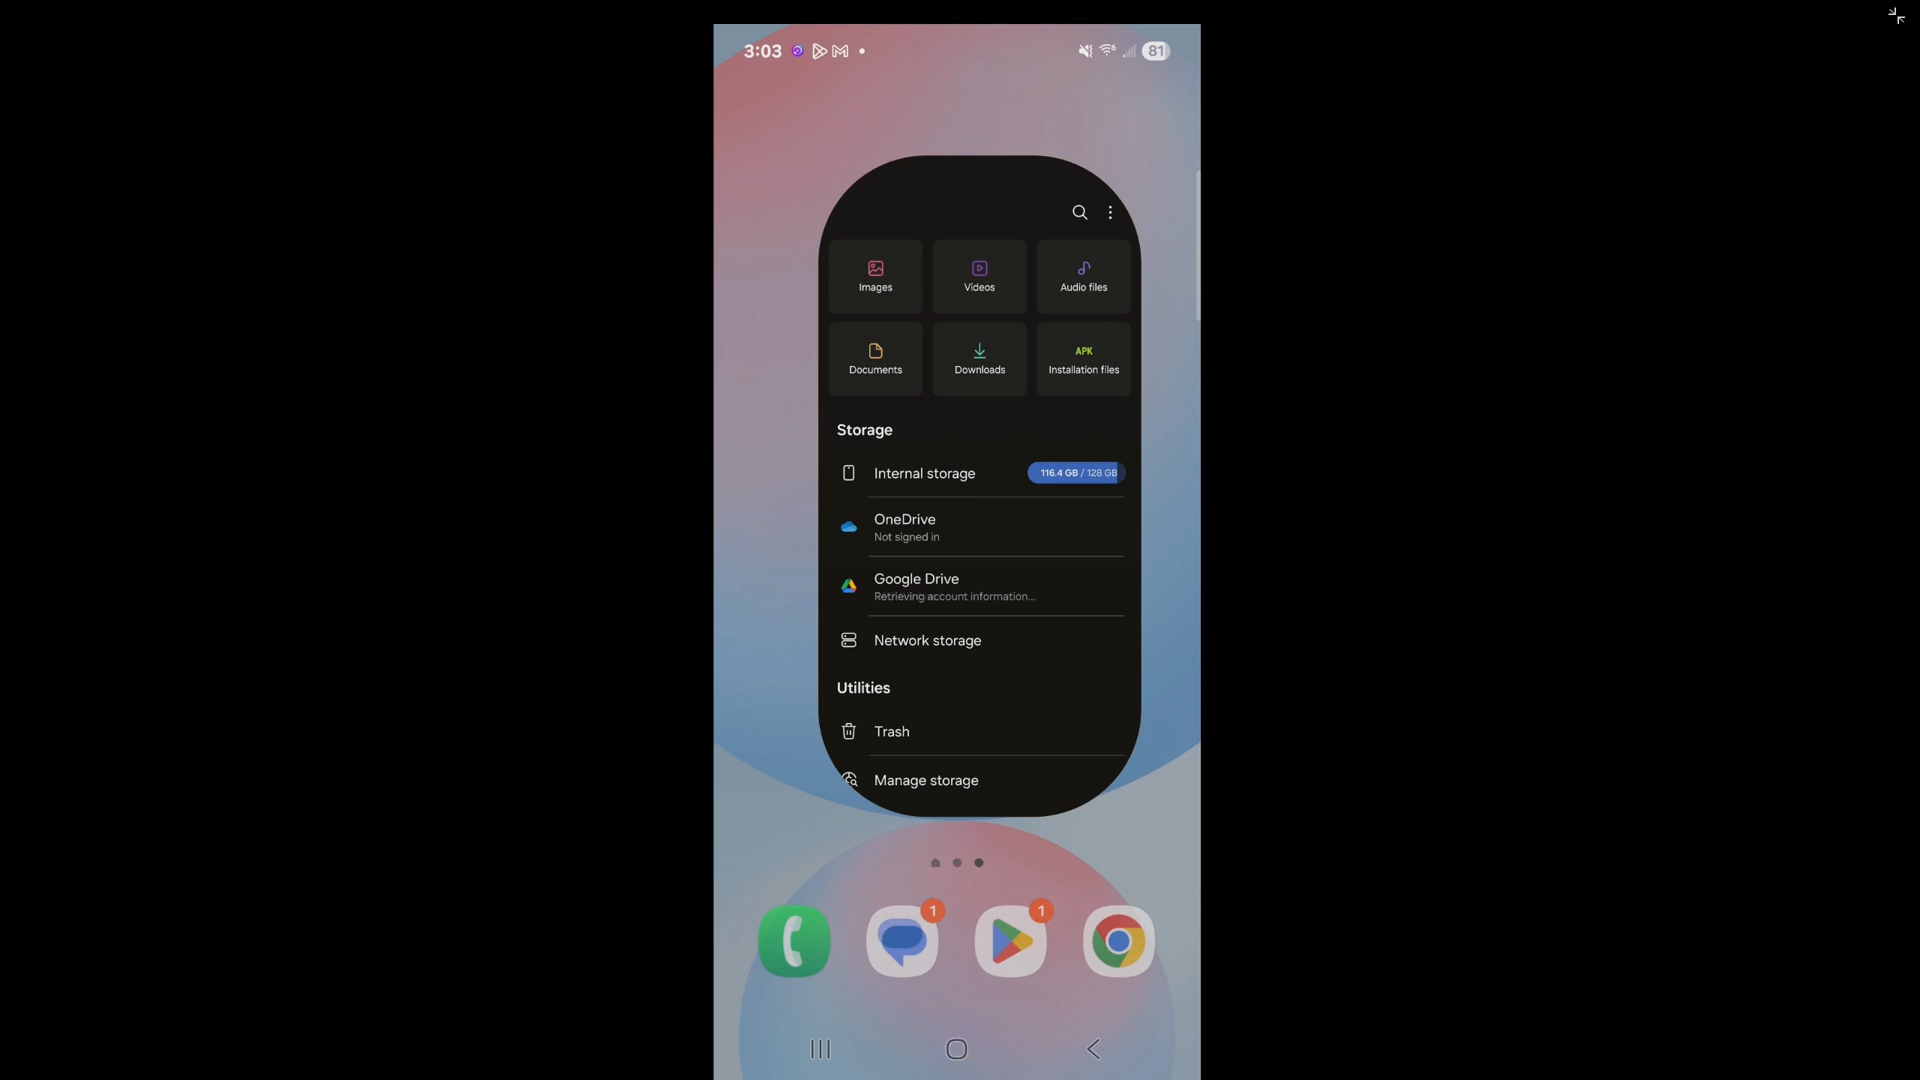 3:03 81
Images Videos Audio files
APK
Documents Downloads Installation files
Storage
Internal storage 116.4 GB / 128 GB
OneDrive
Not signed in
Google Drive
Retrieving account information...
Network storage
Utilities
Trash
Manage storage
1 1